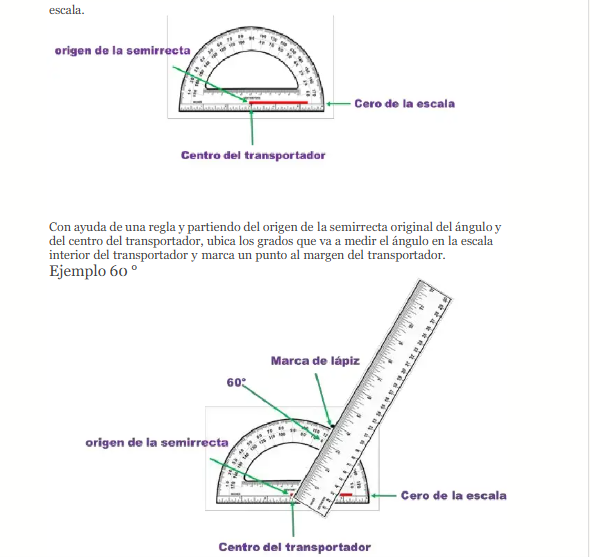 escala.
origen de la semirrecta
Cero de la escala
Centro del transportador
Con ayuda de una regla y partiendo del origen de la semirrecta original del ángulo y
del centro del transportador, ubica los grados que va a medir el ángulo en la escala
interior del transportador y marca un punto al margen del transportador.
Ejemplo 60 º
Marca de lápiz
60°
origen de la semirrecta
Cero de la escala
Centro del transportador